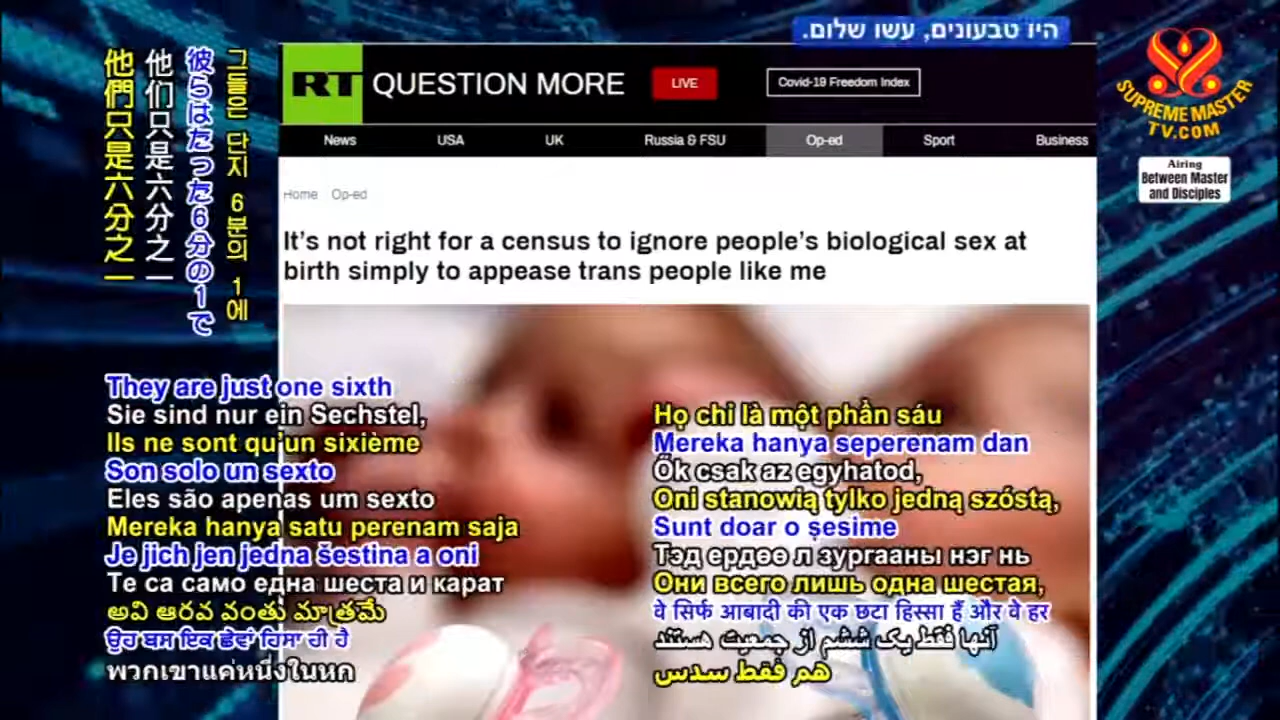 היו טבעונים, עשו שלום.
RT QUESTION MORE
LIVE
Covid-19 Freedom Index
News USA UK Russia & FSU Op-ed Sport Business
Home Op-ed
It's not right for a census to ignore people's biological sex at
birth simply to appease trans people like me
SUPREME MASTER
TV.COM
Airing
Between Master
and Disciples
그들은 단지 6분의 1에
彼らはたった6分の1で
他们只是六分之一
他們只是六分之一
They are just one sixth
Sie sind nur ein Sechstel,
Ils ne sont qu'un sixième
Son solo un sexto
Eles são apenas um sexto
Mereka hanya satu perenam saja
Je jich jen jedna šestina a oni
Те са само една шеста и карат
అవి ఆరవ వంతు మాత్రమే
ਉਹ ਬਸ ਇਕ ਛੇਵਾਂ ਹਿਸਾ ਹੀ ਹੈ
พวกเขาแค่หนึ่งในหก
Họ chỉ là một phần sáu
Mereka hanya seperenam dan
Ők csak az egyhatod,
Oni stanowią tylko jedną szóstą,
Sunt doar o șesime
Тэд ердөө л зургааны нэг нь
Они всего лишь одна шестая,
वे सिर्फ आबादी की एक छटा हिस्सा हैं और वे हर
آنها فقط یک ششم از جمعیت هستند
هم فقط سدس